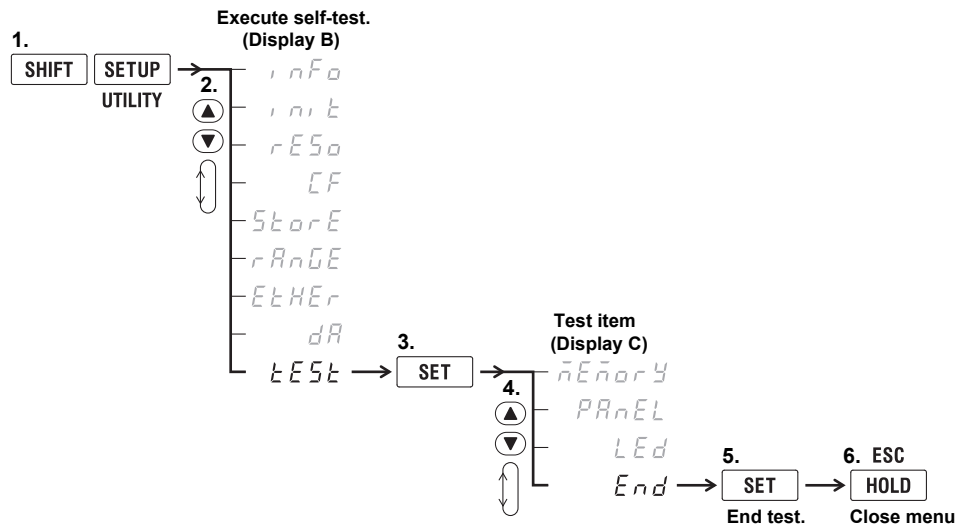 Execute self-test.
(Display B)
1.
SHIFT SETUP
UTILITY
2.
inFo
init
rESo
CF
StorE
rAnGE
EtHEr
dA
tESt
3.
SET
Test item
(Display C)
4.
mEmorY
PAnEL
LEd
End
5.
SET
End test.
6. ESC
HOLD
Close menu